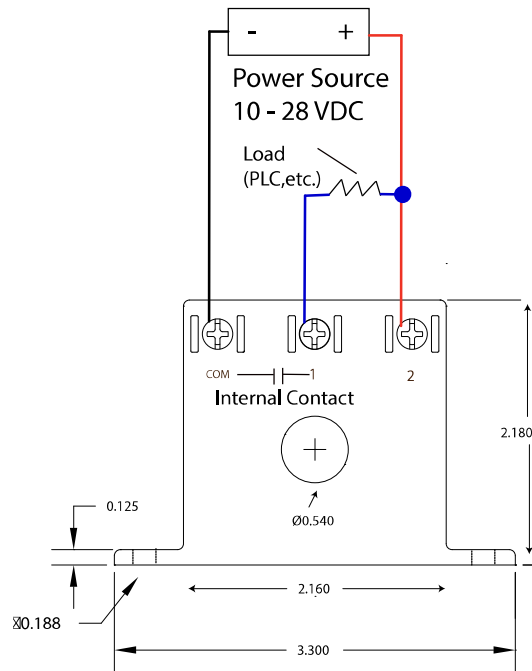 - +
Power Source
10 - 28 VDC
Load
(PLC,etc.)
COM 1 2
Internal Contact
2.180
0.125
Ø0.540
2.160
0.188
3.300